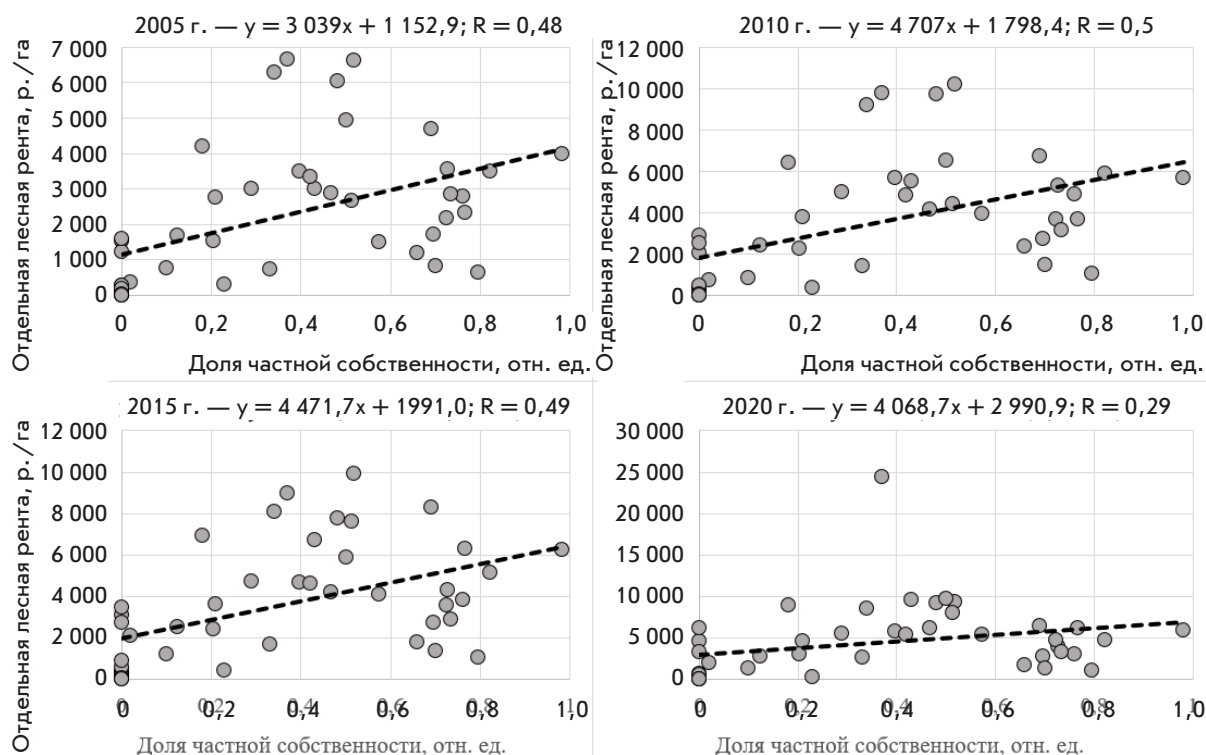 2005 г. — y = 3 039x + 1 152,9; R = 0,48
Отдельная лесная рента, р./га
7 000
6 000
5 000
4 000
3 000
2 000
1 000
0
0 0,2 0,4 0,6 0,8 1,0
Доля частной собственности, отн. ед.
2010 г. — y = 4 707x + 1 798,4; R = 0,5
Отдельная лесная рента, р./га
12 000
10 000
8 000
6 000
4 000
2 000
0
0 0,2 0,4 0,6 0,8 1,0
Доля частной собственности, отн. ед.
2015 г. — y = 4 471,7x + 1991,0; R = 0,49
Отдельная лесная рента, р./га
12 000
10 000
8 000
6 000
4 000
2 000
0
0 0,2 0,4 0,6 0,8 1,0
Доля частной собственности, отн. ед.
2020 г. — y = 4 068,7x + 2 990,9; R = 0,29
30 000
25 000
20 000
15 000
10 000
5 000
0
0 0,2 0,4 0,6 0,8 1,0
Доля частной собственности, отн. ед.